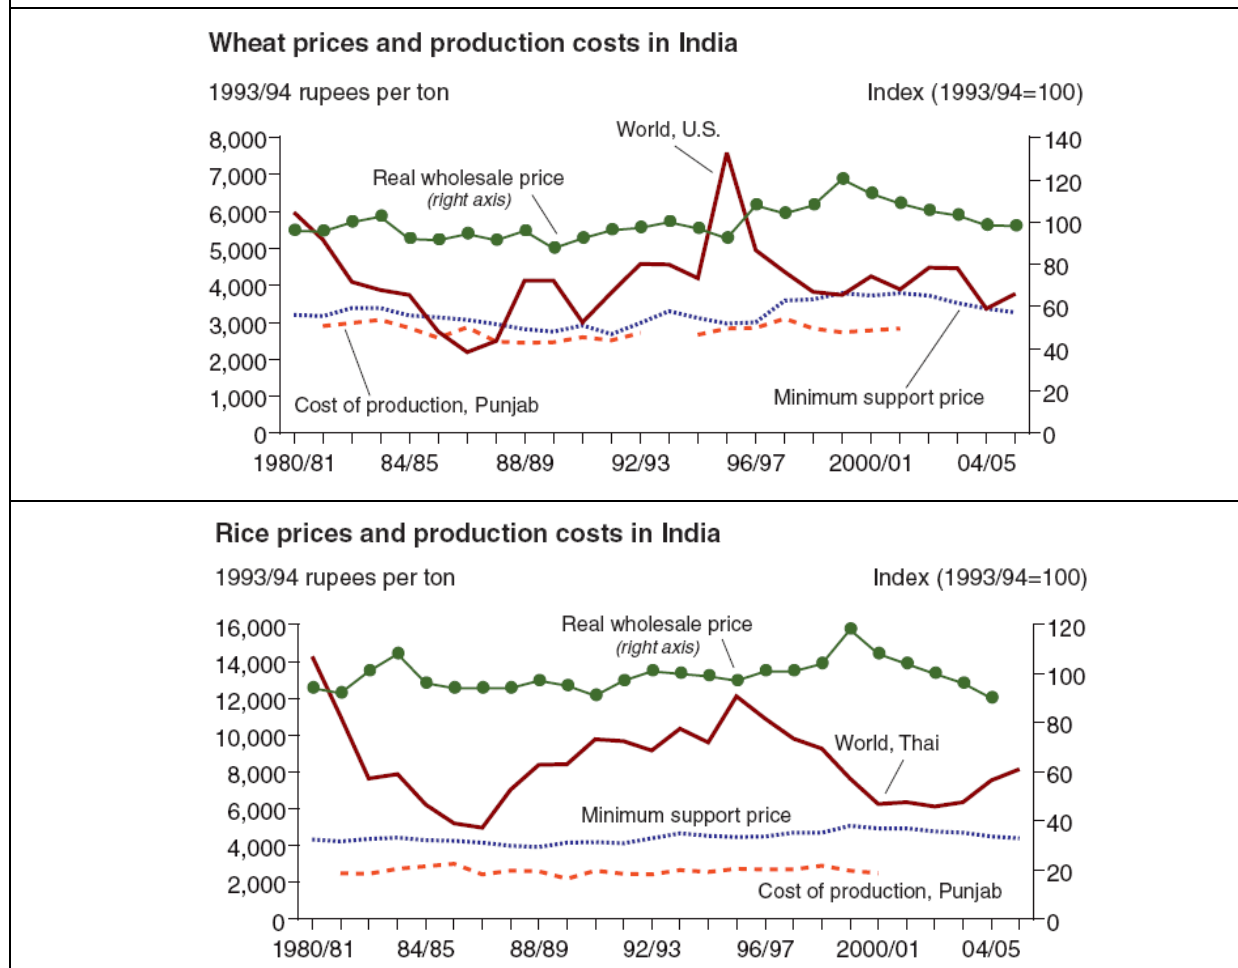 Wheat prices and production costs in India
1993/94 rupees per ton
Index (1993/94=100)
World, U.S.
8,000
140
7,000
Real wholesale price
120
(right axis)
6,000
100
5,000
80
4,000
60
3,000
40
2,000
Minimum support price
20
1,000
Cost of production, Punjab
0
0
1980/81 84/85 88/89 92/93 96/97 2000/01 04/05
Rice prices and production costs in India
1993/94 rupees per ton
Index (1993/94=100)
16,000
Real wholesale price
120
(right axis)
14,000
100
12,000
80
10,000
World, Thai
8,000
60
6,000
Minimum support price
40
4,000
20
2,000
Cost of production, Punjab
0
0
1980/81 84/85 88/89 92/93 96/97 2000/01 04/05